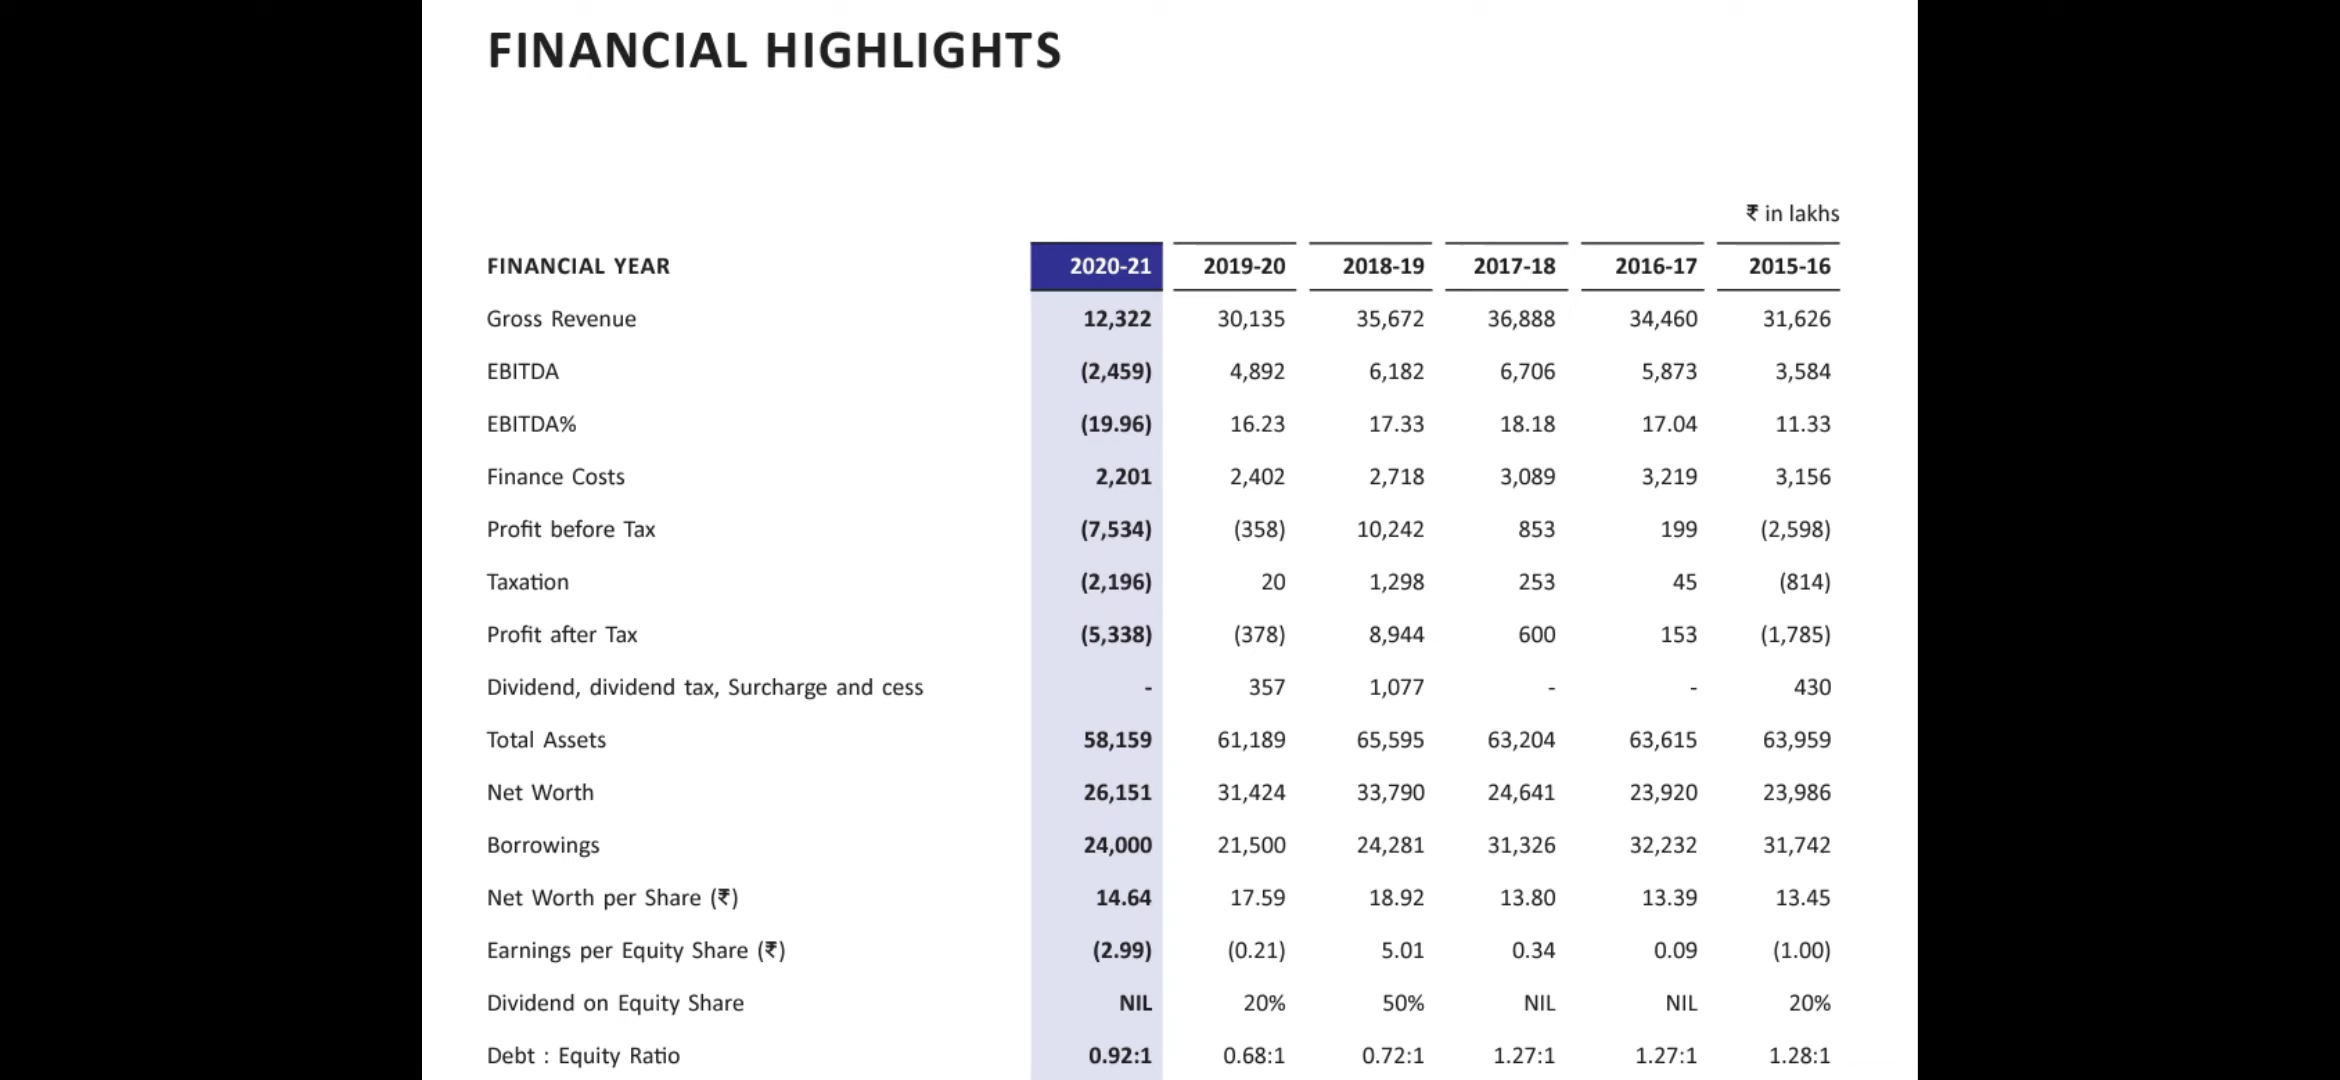 FINANCIAL HIGHLIGHTS
₹ in lakhs
FINANCIAL YEAR 2020-21 2019-20 2018-19 2017-18 2016-17 2015-16
Gross Revenue 12,322 30,135 35,672 36,888 34,460 31,626
EBITDA (2,459) 4,892 6,182 6,706 5,873 3,584
EBITDA% (19.96) 16.23 17.33 18.18 17.04 11.33
Finance Costs 2,201 2,402 2,718 3,089 3,219 3,156
Profit before Tax (7,534) (358) 10,242 853 199 (2,598)
Taxation (2,196) 20 1,298 253 45 (814)
Profit after Tax (5,338) (378) 8,944 600 153 (1,785)
Dividend, dividend tax, Surcharge and cess - 357 1,077 - - 430
Total Assets 58,159 61,189 65,595 63,204 63,615 63,959
Net Worth 26,151 31,424 33,790 24,641 23,920 23,986
Borrowings 24,000 21,500 24,281 31,326 32,232 31,742
Net Worth per Share (₹) 14.64 17.59 18.92 13.80 13.39 13.45
Earnings per Equity Share (₹) (2.99) (0.21) 5.01 0.34 0.09 (1.00)
Dividend on Equity Share NIL 20% 50% NIL NIL 20%
Debt : Equity Ratio 0.92:1 0.68:1 0.72:1 1.27:1 1.27:1 1.28:1